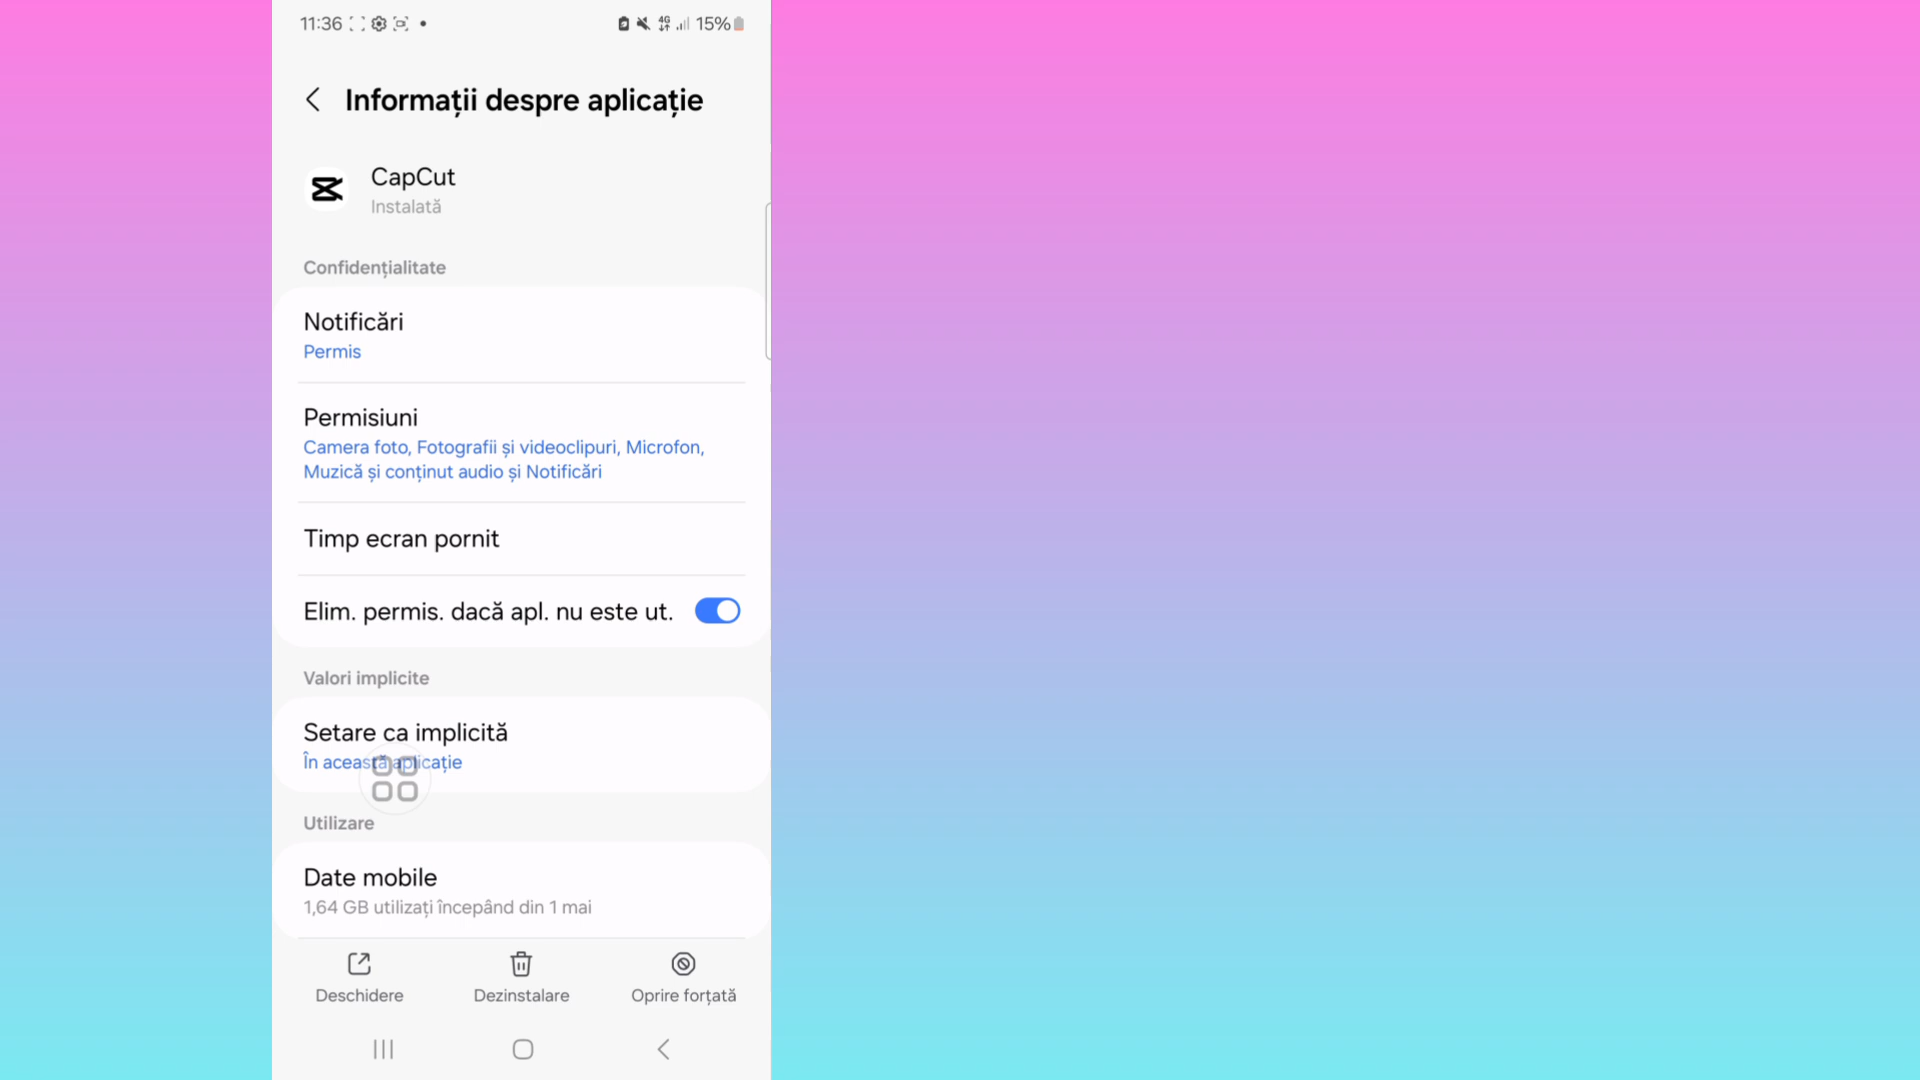 11:36
4G 15%
Informații despre aplicație
CapCut
Instalată
Confidențialitate
Notificări
Permis
Permisiuni
Camera foto, Fotografii și videoclipuri, Microfon,
Muzică și conținut audio și Notificări
Timp ecran pornit
Elim. permis. dacă apl. nu este ut.
Valori implicite
Setare ca implicită
În această aplicație
Utilizare
Date mobile
1,64 GB utilizați începând din 1 mai
Deschidere
Dezinstalare
Oprire forțată